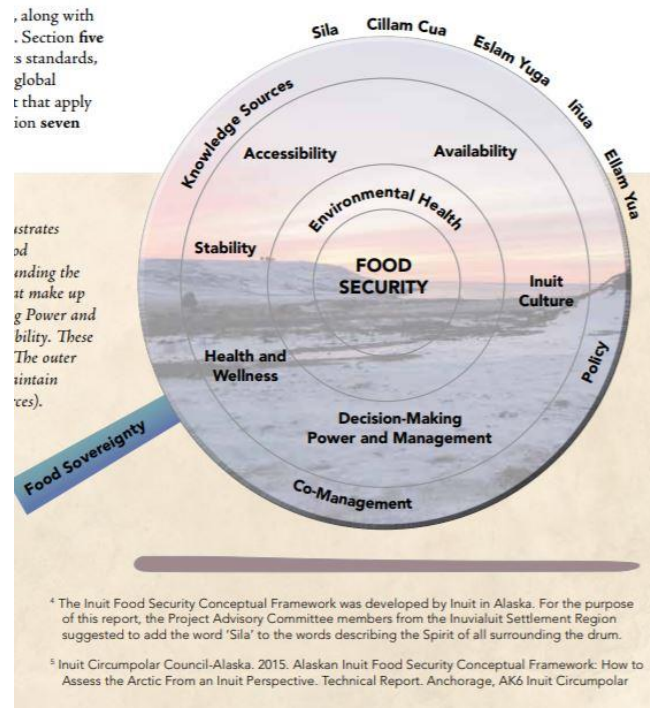 , along with
. Section five
:s standards,
global
t that apply
ion seven
Sila
Cillam Cua
Eslam Yuga
Iñua
Ellam Yua
Knowledge Sources
Accessibility
Availability
Environmental Health
Stability
FOOD
SECURITY
Inuit
Culture
Health and
Wellness
Policy
Decision-Making
Power and Management
Co-Management
Food Sovereignty
ustrates
od
unding the
at make up
g Power and
bility. These
The outer
aintain
rces).
4 The Inuit Food Security Conceptual Framework was developed by Inuit in Alaska. For the purpose
of this report, the Project Advisory Committee members from the Inuvialuit Settlement Region
suggested to add the word ‘Sila’ to the words describing the Spirit of all surrounding the drum.
5 Inuit Circumpolar Council-Alaska. 2015. Alaskan Inuit Food Security Conceptual Framework: How to
Assess the Arctic From an Inuit Perspective. Technical Report. Anchorage, AK6 Inuit Circumpolar